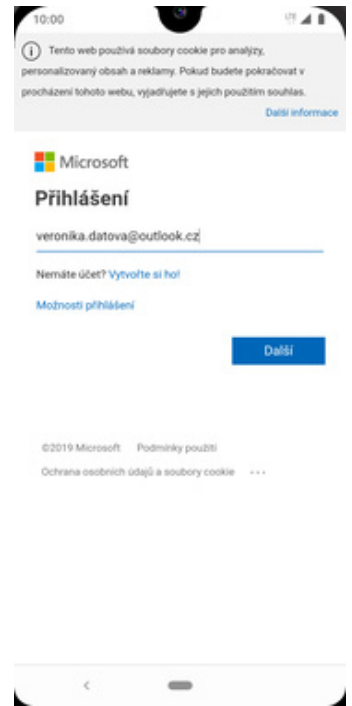 10:00
LTE
Tento web používá soubory cookie pro analýzy,
personalizovaný obsah a reklamy. Pokud budete pokračovat v
procházení tohoto webu, vyjadřujete s jejich použitím souhlas.
Další informace
Microsoft
Přihlášení
veronika.datova@outlook.cz
Nemáte účet? Vytvořte si ho!
Možnosti přihlášení
Další
©2019 Microsoft Podmínky použití
Ochrana osobních údajů a soubory cookie ...